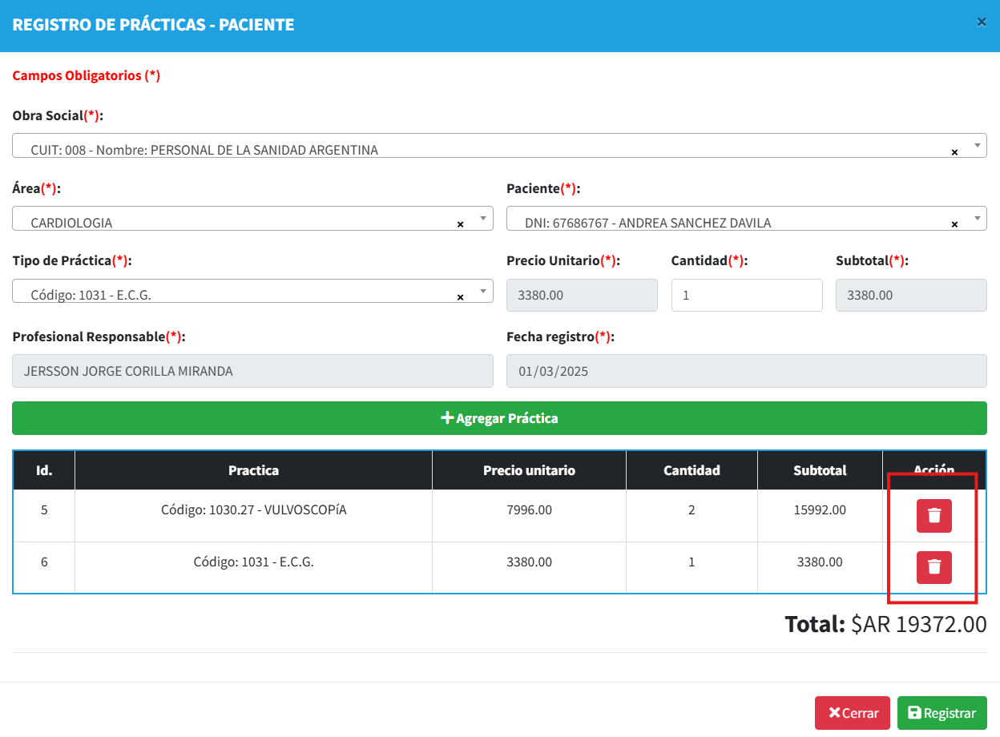 REGISTRO DE PRÁCTICAS - PACIENTE ×
Campos Obligatorios (*)
Obra Social(*):
CUIT: 008 - Nombre: PERSONAL DE LA SANIDAD ARGENTINA ×
Área(*): Paciente(*):
CARDIOLOGIA × DNI: 67686767 - ANDREA SANCHEZ DAVILA ×
Tipo de Práctica(*): Precio Unitario(*): Cantidad(*): Subtotal(*):
Código: 1031 - E.C.G. × 3380.00 1 3380.00
Profesional Responsable(*): Fecha registro(*):
JERSSON JORGE CORILLA MIRANDA 01/03/2025
Agregar Práctica
Id. Practica Precio unitario Cantidad Subtotal Acción
5 Código: 1030.27 - VULVOSCOPíA 7996.00 2 15992.00
6 Código: 1031 - E.C.G. 3380.00 1 3380.00
Total: $AR 19372.00
Cerrar Registrar